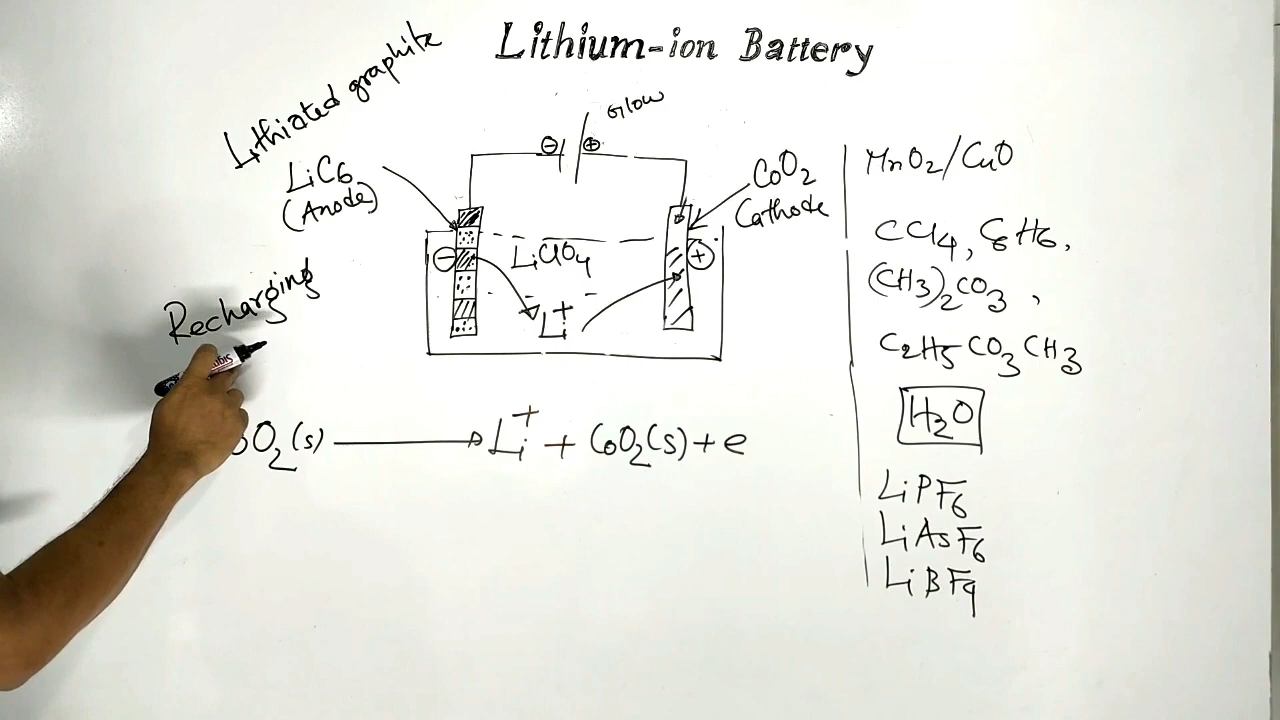 Lithium-ion Battery
Lithiated graphite
LiC6
(Anode)
Glow
⊖ ⊕
CoO2
Cathode
⊖ LiClO4 ⊕
Li+
Recharging
O2(s) → Li+ + CoO2(s) + e
MnO2/CuO
CCl4, C6H6,
(CH3)2CO3,
C2H5CO3CH3
H2O
LiPF6
LiAsF6
LiBF4